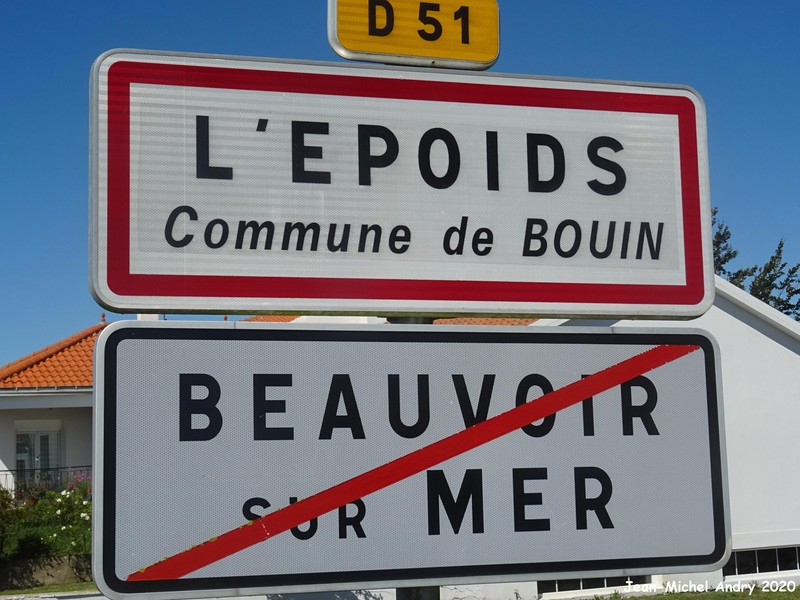 D 51
L'EPOIDS
Commune de BOUIN
BEAUVOIR
SUR MER
Jean-Michel Andry 2020